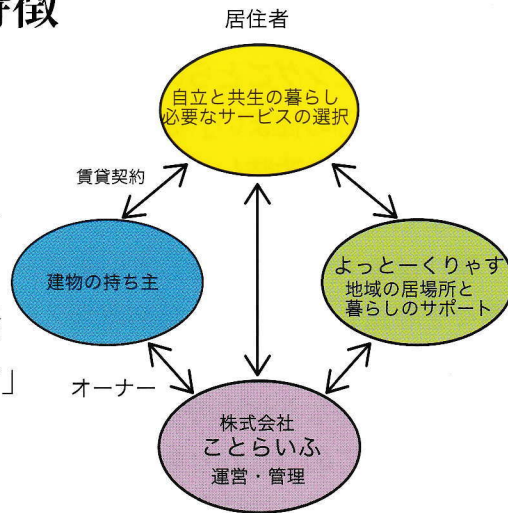 特徴
居住者
自立と共生の暮らし
必要なサービスの選択
賃貸契約
建物の持ち主
よっとーくりゃす
地域の居場所と
暮らしのサポート
」
オーナー
株式会社
ことらいふ
運営・管理